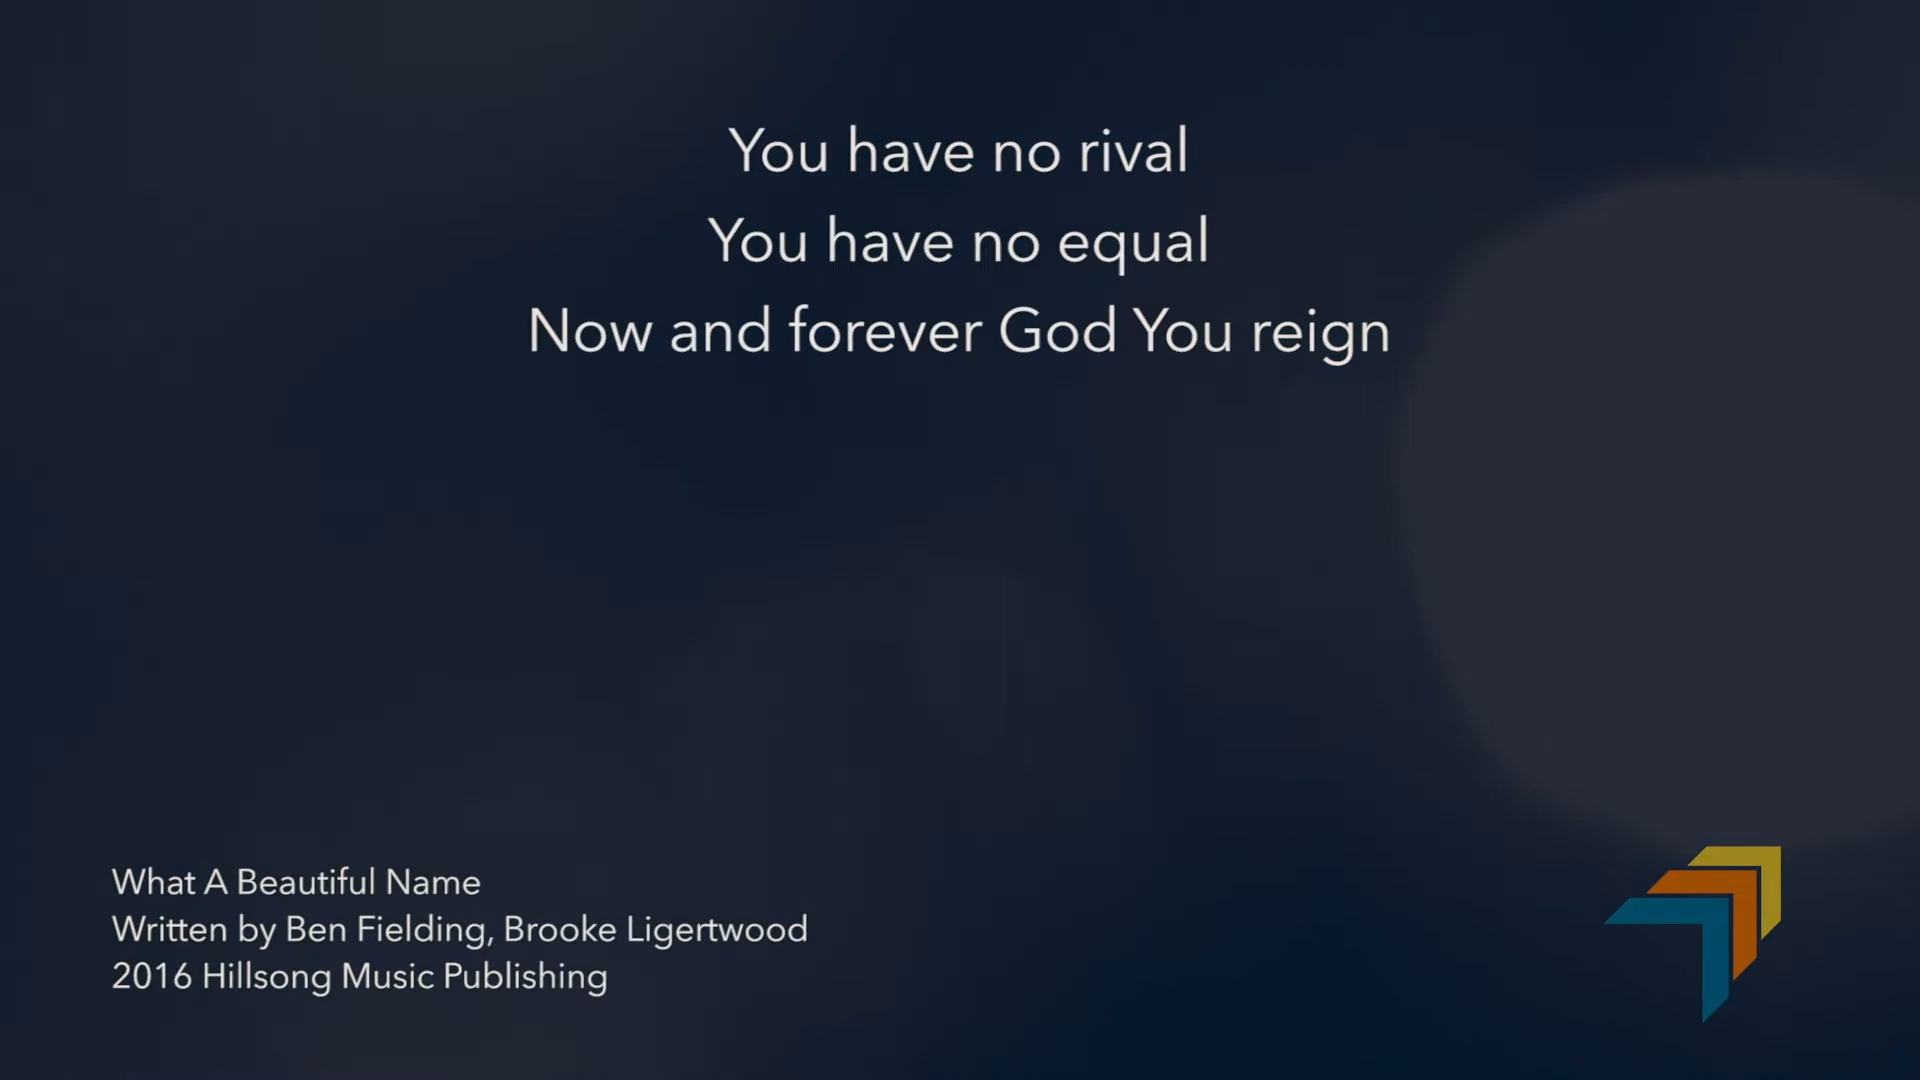 You have no rival
You have no equal
Now and forever God You reign
What A Beautiful Name
Written by Ben Fielding, Brooke Ligertwood
2016 Hillsong Music Publishing